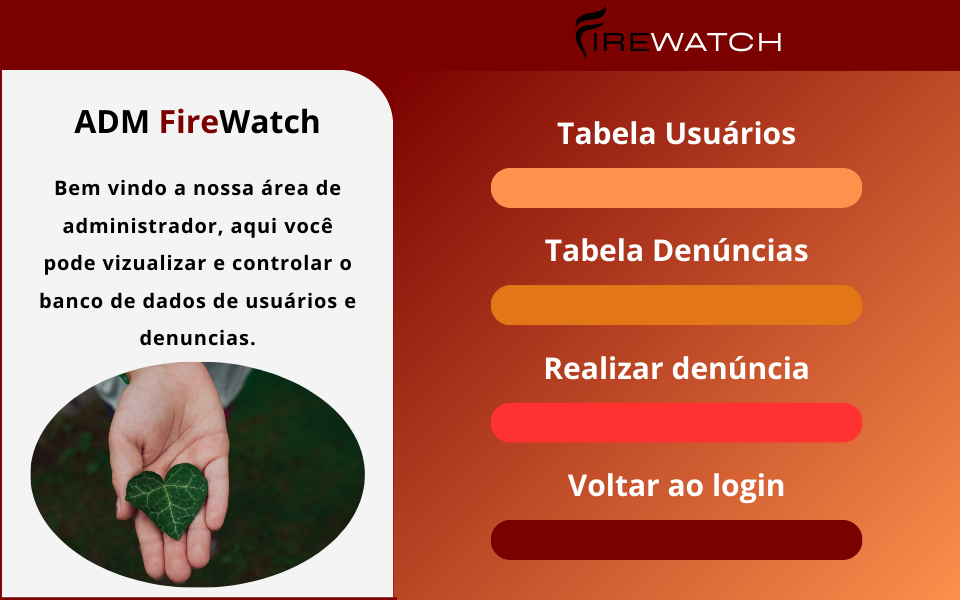 FIREWATCH
ADM FireWatch
Bem vindo a nossa área de
administrador, aqui você
pode vizualizar e controlar o
banco de dados de usuários e
denuncias.
Tabela Usuários
Tabela Denúncias
Realizar denúncia
Voltar ao login